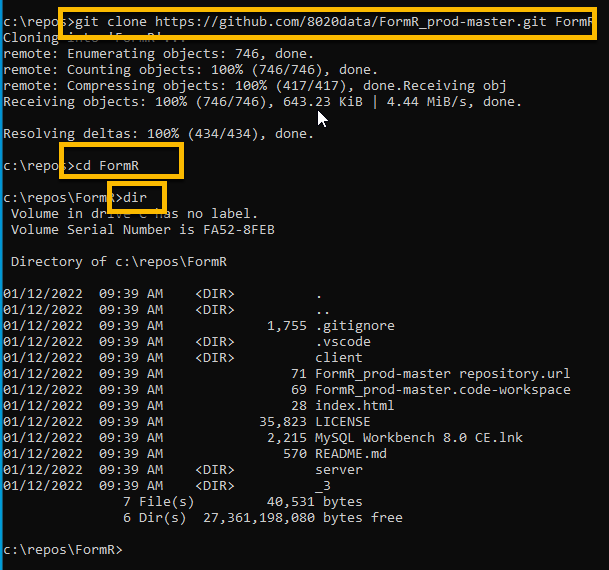 c:\repos>git clone https://github.com/8020data/FormR_prod-master.git FormR
Cloning into 'FormR'...
remote: Enumerating objects: 746, done.
remote: Counting objects: 100% (746/746), done.
remote: Compressing objects: 100% (417/417), done.Receiving obj
Receiving objects: 100% (746/746), 643.23 KiB | 4.44 MiB/s, done.
Resolving deltas: 100% (434/434), done.
c:\repos>cd FormR
c:\repos\FormR>dir
Volume in drive C has no label.
Volume Serial Number is FA52-8FEB
Directory of c:\repos\FormR
01/12/2022  09:39 AM    <DIR>          .
01/12/2022  09:39 AM    <DIR>          ..
01/12/2022  09:39 AM             1,755 .gitignore
01/12/2022  09:39 AM    <DIR>          .vscode
01/12/2022  09:39 AM    <DIR>          client
01/12/2022  09:39 AM                71 FormR_prod-master repository.url
01/12/2022  09:39 AM                69 FormR_prod-master.code-workspace
01/12/2022  09:39 AM                28 index.html
01/12/2022  09:39 AM            35,823 LICENSE
01/12/2022  09:39 AM             2,215 MySQL Workbench 8.0 CE.lnk
01/12/2022  09:39 AM               570 README.md
01/12/2022  09:39 AM    <DIR>          server
01/12/2022  09:39 AM    <DIR>          _3
7 File(s)         40,531 bytes
6 Dir(s)  27,361,198,080 bytes free
c:\repos\FormR>